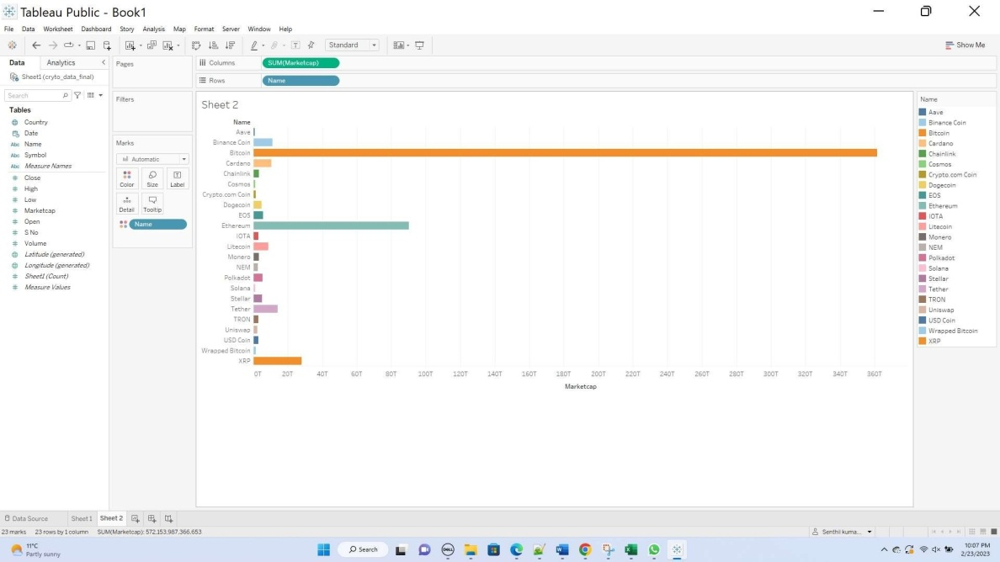 Tableau Public - Book1
File Data Worksheet Dashboard Story Analysis Map Format Server Window Help
Standard
Show Me
Data Analytics
Sheet1 (cryto_data_final)
Search
Tables
Country
Date
Abc Name
Abc Symbol
Abc Measure Names
# Close
# High
# Low
# Marketcap
# Open
# S No
# Volume
Latitude (generated)
Longitude (generated)
# Sheet1 (Count)
# Measure Values
Pages
Filters
Marks
Automatic
Color Size Label
Detail Tooltip
Name
Columns SUM(Marketcap)
Rows Name
Sheet 2
Name
Aave
Binance Coin
Bitcoin
Cardano
Chainlink
Cosmos
Crypto.com Coin
Dogecoin
EOS
Ethereum
IOTA
Litecoin
Monero
NEM
Polkadot
Solana
Stellar
Tether
TRON
Uniswap
USD Coin
Wrapped Bitcoin
XRP
0T 20T 40T 60T 80T 100T 120T 140T 160T 180T 200T 220T 240T 260T 280T 300T 320T 340T 360T
Marketcap
Name
Aave
Binance Coin
Bitcoin
Cardano
Chainlink
Cosmos
Crypto.com Coin
Dogecoin
EOS
Ethereum
IOTA
Litecoin
Monero
NEM
Polkadot
Solana
Stellar
Tether
TRON
Uniswap
USD Coin
Wrapped Bitcoin
XRP
Data Source Sheet 1 Sheet 2
23 marks 23 rows by 1 column SUM(Marketcap): 572,153,987,366,653
Senthil kuma...
11°C
Partly sunny
Search
DELL
10:07 PM
2/23/2023